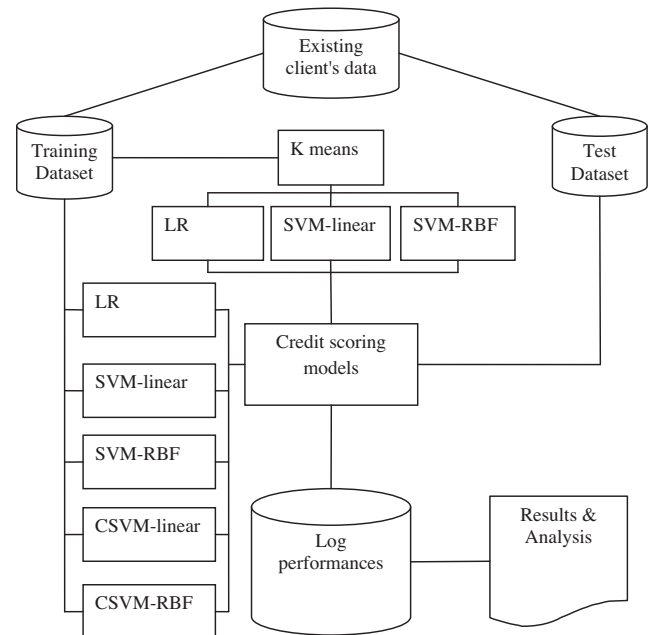 Existing
client's data
Training
Dataset
K means
Test
Dataset
LR
SVM-linear
SVM-RBF
LR
Credit scoring
models
SVM-linear
SVM-RBF
CSVM-linear
CSVM-RBF
Log
performances
Results &
Analysis